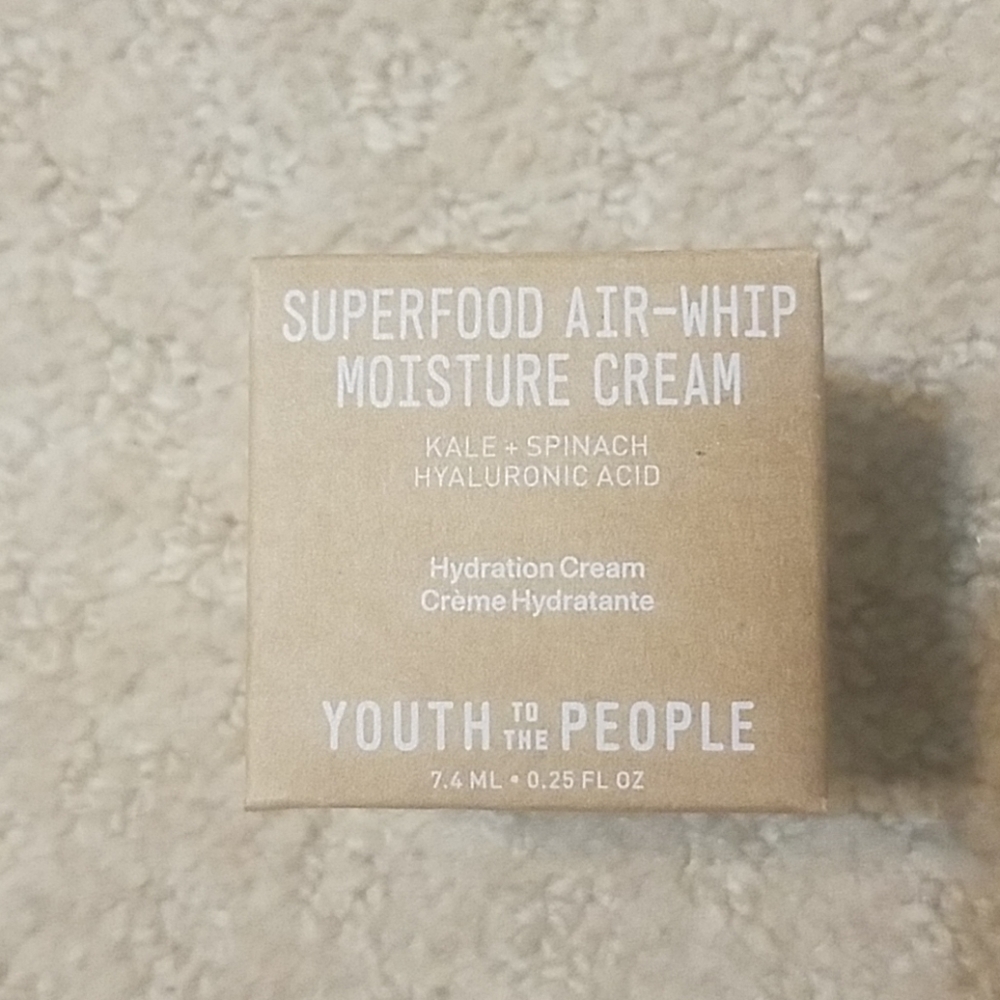 SUPERFOOD AIR-WHIP
MOISTURE CREAM
KALE + SPINACH
HYALURONIC ACID
Hydration Cream
Crème Hydratante
YOUTH TO THE PEOPLE
7.4 ML • 0.25 FL OZ